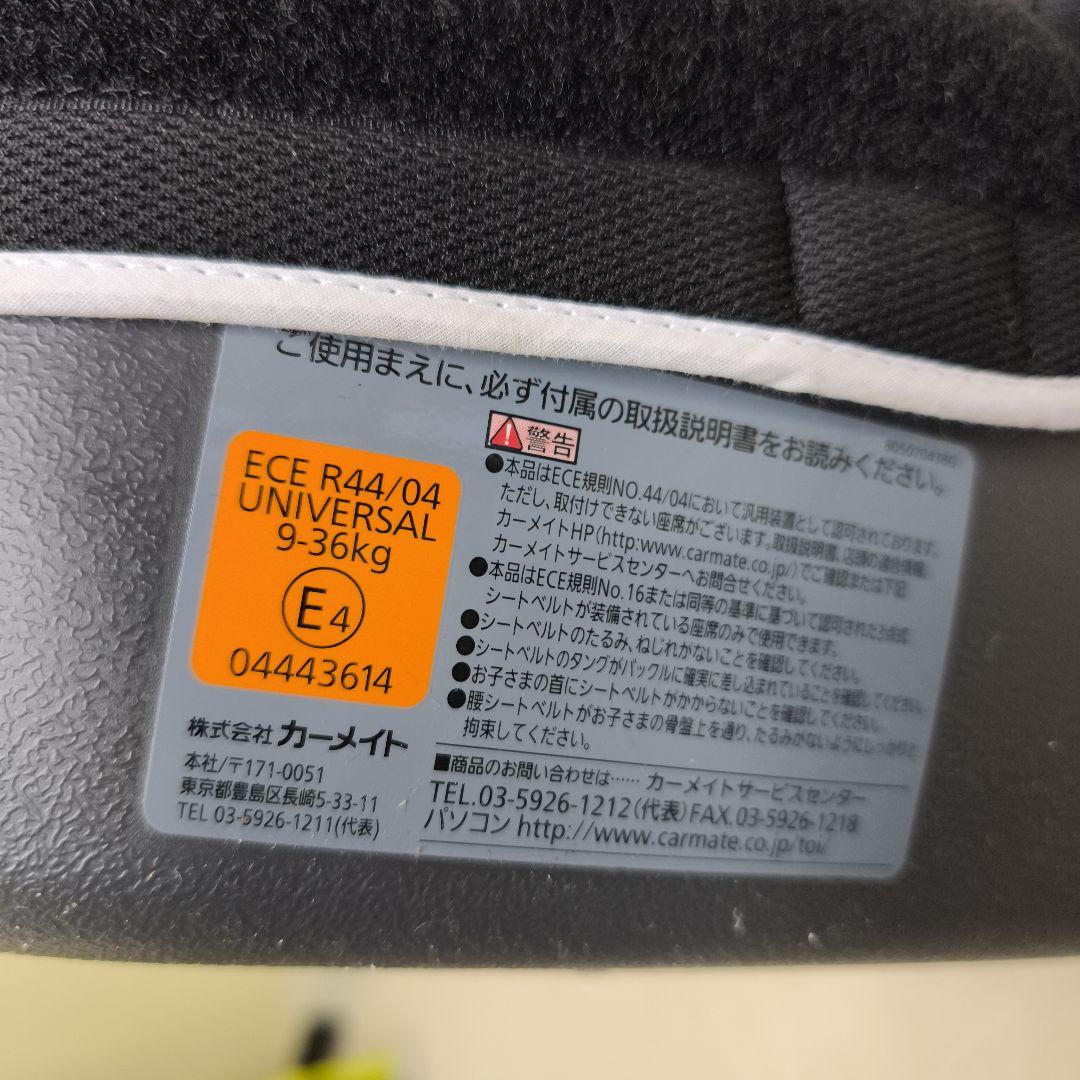 ご使用まえに、必ず付属の取扱説明書をお読みください。
ECE R44/04
UNIVERSAL
9-36kg
E4
04443614
警告
●本品はECE規則NO.44/04において汎用装置として認可されております。
ただし、取付けできない座席がございます。取扱説明書、店頭の適合情報、
カーメイトHP(http:www.carmate.co.jp/)でご確認または下記
カーメイトサービスセンターへお問合せください。
●本品はECE規則No.16または同等の基準に基づいて認可された3点式
シートベルトが装備されている座席のみで使用できます。
●シートベルトのたるみ、ねじれがないことを確認してください。
●シートベルトのタングがバックルに確実に差し込まれていることを確認してください。
●お子さまの首にシートベルトがかからないことを確認してください。
●腰シートベルトがお子さまの骨盤上を通り、たるみがないようにしっかりと
拘束してください。
株式会社 カーメイト
本社/〒171-0051
東京都豊島区長崎5-33-11
TEL 03-5926-1211(代表)
■商品のお問い合わせは…… カーメイトサービスセンター
TEL.03-5926-1212(代表)FAX.03-5926-1218
パソコン http://www.carmate.co.jp/toi/